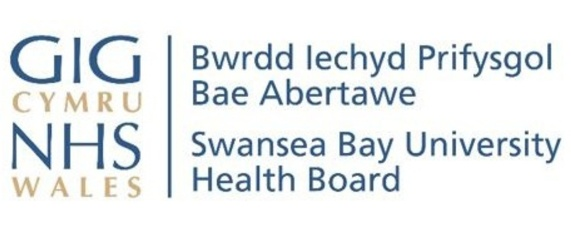 GIG
CYMRU
NHS
WALES
Bwrdd Iechyd Prifysgol
Bae Abertawe
Swansea Bay University
Health Board